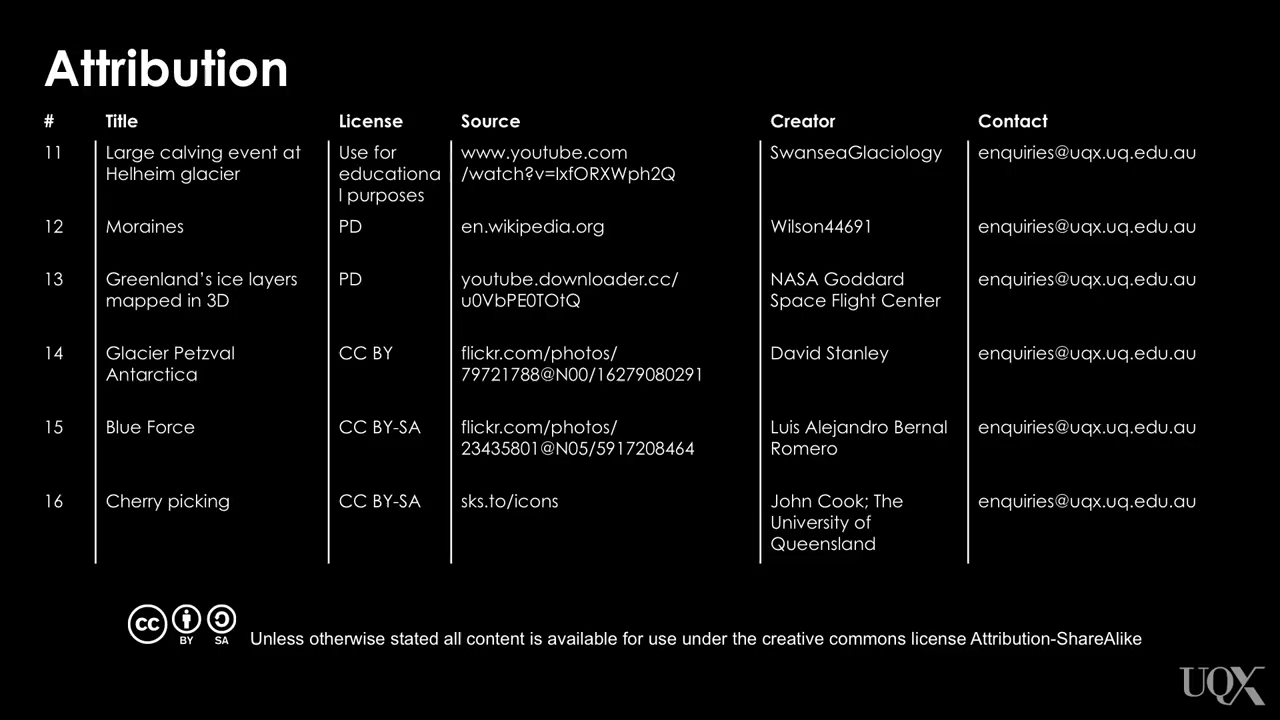 Attribution
# Title License Source Creator Contact
11 Large calving event at Use for www.youtube.com SwanseaGlaciology enquiries@uqx.uq.edu.au
Helheim glacier educationa /watch?v=lxfORXWph2Q
l purposes
12 Moraines PD en.wikipedia.org Wilson44691 enquiries@uqx.uq.edu.au
13 Greenland’s ice layers PD youtube.downloader.cc/ NASA Goddard enquiries@uqx.uq.edu.au
mapped in 3D u0VbPE0TOtQ Space Flight Center
14 Glacier Petzval CC BY flickr.com/photos/ David Stanley enquiries@uqx.uq.edu.au
Antarctica 79721788@N00/16279080291
15 Blue Force CC BY-SA flickr.com/photos/ Luis Alejandro Bernal enquiries@uqx.uq.edu.au
23435801@N05/5917208464 Romero
16 Cherry picking CC BY-SA sks.to/icons John Cook; The enquiries@uqx.uq.edu.au
University of
Queensland
cc BY SA Unless otherwise stated all content is available for use under the creative commons license Attribution-ShareAlike
UQX